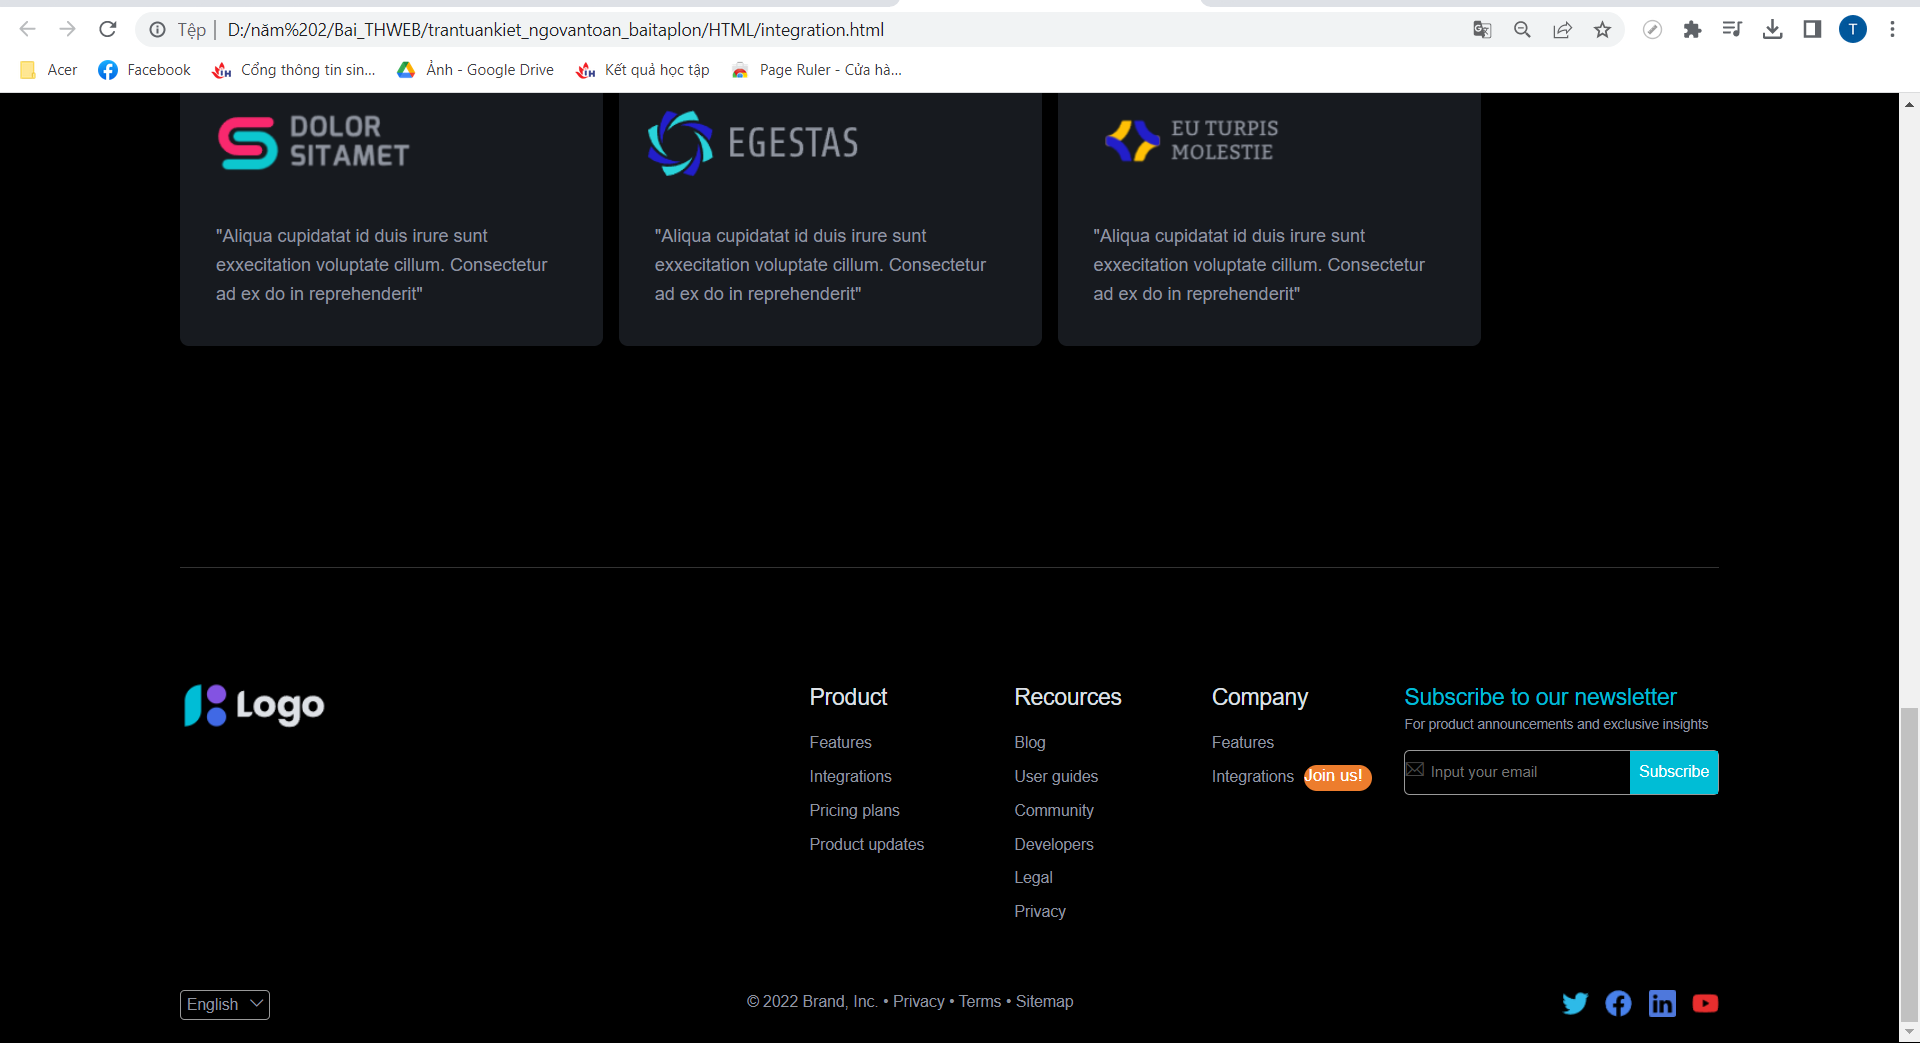 Tệp | D:/năm%202/Bai_THWEB/trantuankiet_ngovantoan_baitaplon/HTML/integration.html
T
Acer Facebook Cổng thông tin sin... Ảnh - Google Drive Kết quả học tập Page Ruler - Cửa hà...
DOLOR
SITAMET
EGESTAS
EU TURPIS
MOLESTIE
"Aliqua cupidatat id duis irure sunt
exxecitation voluptate cillum. Consectetur
ad ex do in reprehenderit"
"Aliqua cupidatat id duis irure sunt
exxecitation voluptate cillum. Consectetur
ad ex do in reprehenderit"
"Aliqua cupidatat id duis irure sunt
exxecitation voluptate cillum. Consectetur
ad ex do in reprehenderit"
Logo
Product
Features
Integrations
Pricing plans
Product updates
Recources
Blog
User guides
Community
Developers
Legal
Privacy
Company
Features
Integrations Join us!
Subscribe to our newsletter
For product announcements and exclusive insights
Input your email Subscribe
English
© 2022 Brand, Inc. • Privacy • Terms • Sitemap